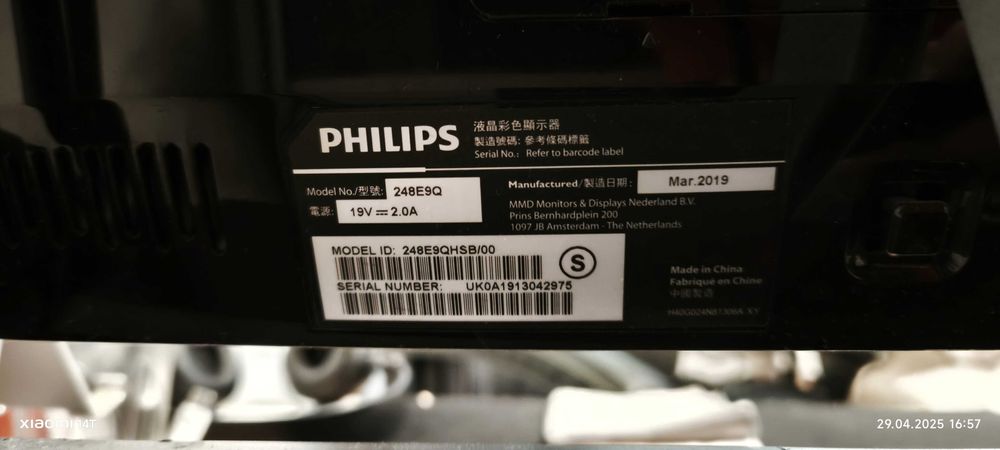 PHILIPS
液晶彩色顯示器
製造號碼: 參考條碼標籤
Serial No.: Refer to barcode label
Model No./型號: 248E9Q
電源: 19V⎓2.0A
Manufactured/製造日期: Mar.2019
MMD Monitors & Displays Nederland B.V.
Prins Bernhardplein 200
1097 JB Amsterdam - The Netherlands
MODEL ID: 248E9QHSB/00
S
SERIAL NUMBER: UK0A1913042975
Made in China
Fabriqué en Chine
中國製造
XIAOMI 14T
29.04.2025 16:57